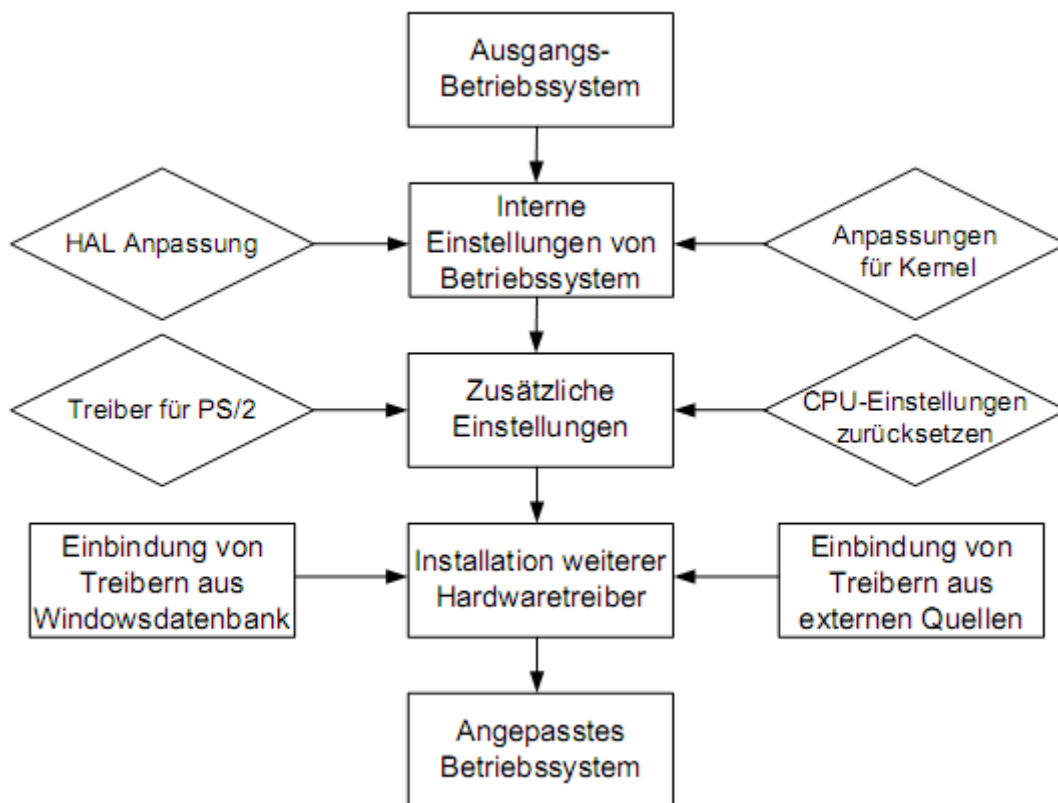 Ausgangs-
Betriebssystem
HAL Anpassung
Interne
Einstellungen von
Betriebssystem
Anpassungen
für Kernel
Treiber für PS/2
Zusätzliche
Einstellungen
CPU-Einstellungen
zurücksetzen
Einbindung von
Treibern aus
Windowsdatenbank
Installation weiterer
Hardwaretreiber
Einbindung von
Treibern aus
externen Quellen
Angepasstes
Betriebssystem